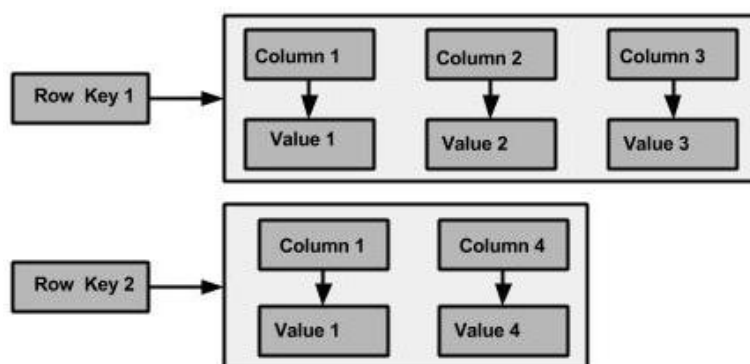 Column 1
Column 2
Column 3
Row Key 1
Value 1
Value 2
Value 3
Column 1
Column 4
Row Key 2
Value 1
Value 4